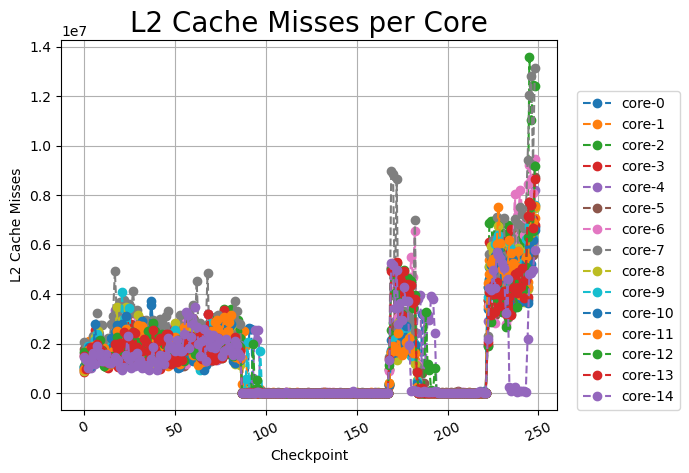 L2 Cache Misses per Core
1e7
1.4
1.2
1.0
0.8
0.6
0.4
0.2
0.0
L2 Cache Misses
0
50
100
150
200
250
Checkpoint
core-0
core-1
core-2
core-3
core-4
core-5
core-6
core-7
core-8
core-9
core-10
core-11
core-12
core-13
core-14